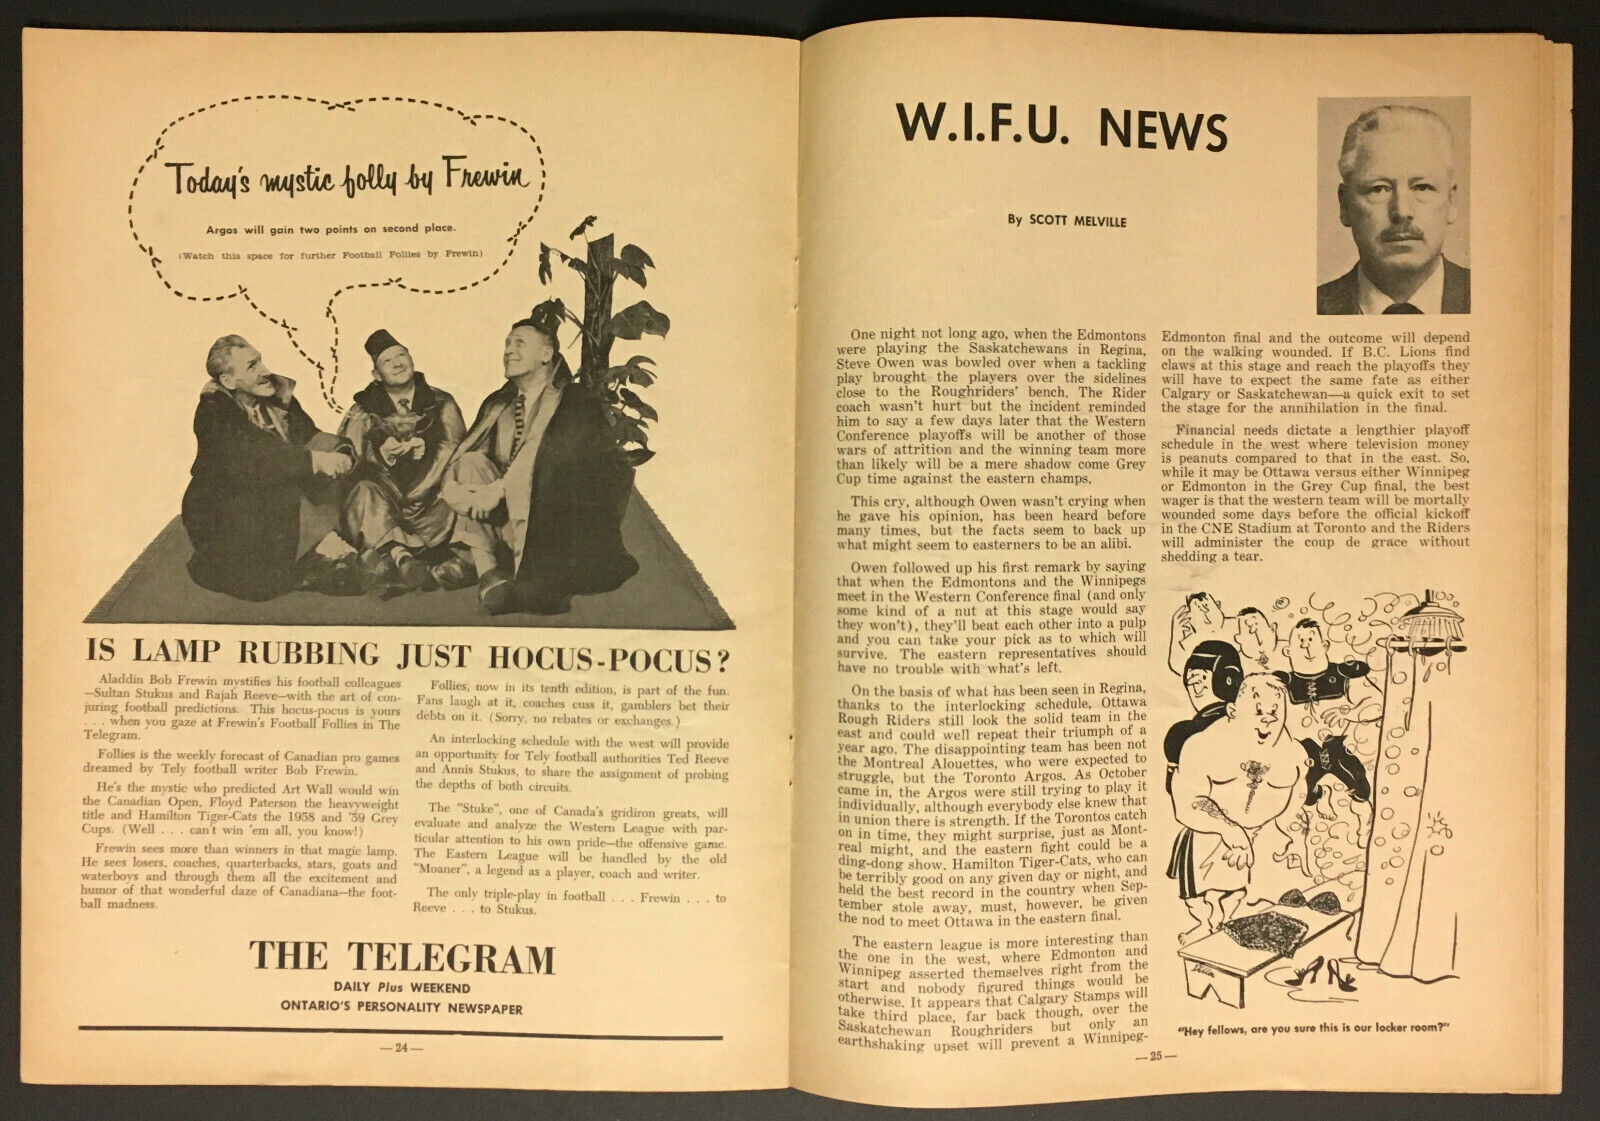 Today's mystic folly by Frewin
Argos will gain two points on second place.
(Watch this space for further Football Follies by Frewin)
IS LAMP RUBBING JUST HOCUS-POCUS?
Aladdin Bob Frewin mystifies his football colleagues
—Sultan Stukus and Rajah Reeve—with the art of con-
juring football predictions. This hocus-pocus is yours
. . . when you gaze at Frewin's Football Follies in The
Telegram.
Follies is the weekly forecast of Canadian pro games
dreamed by Tely football writer Bob Frewin.
He's the mystic who predicted Art Wall would win
the Canadian Open, Floyd Paterson the heavyweight
title and Hamilton Tiger-Cats the 1958 and '59 Grey
Cups. (Well . . . can't win 'em all, you know!)
Frewin sees more than winners in that magic lamp.
He sees losers, coaches, quarterbacks, stars, goats and
waterboys and through them all the excitement and
humor of that wonderful daze of Canadiana—the foot-
ball madness.
Follies, now in its tenth edition, is part of the fun.
Fans laugh at it, coaches cuss it, gamblers bet their
debts on it. (Sorry, no rebates or exchanges.)
An interlocking schedule with the west will provide
an opportunity for Tely football authorities Ted Reeve
and Annis Stukus, to share the assignment of probing
the depths of both circuits.
The "Stuke", one of Canada's gridiron greats, will
evaluate and analyze the Western League with par-
ticular attention to his own pride—the offensive game.
The Eastern League will be handled by the old
"Moaner", a legend as a player, coach and writer.
The only triple-play in football . . . Frewin . . . to
Reeve . . . to Stukus.
THE TELEGRAM
DAILY Plus WEEKEND
ONTARIO'S PERSONALITY NEWSPAPER
—24—
W.I.F.U. NEWS
By SCOTT MELVILLE
One night not long ago, when the Edmontons
were playing the Saskatchewans in Regina,
Steve Owen was bowled over when a tackling
play brought the players over the sidelines
close to the Roughriders' bench. The Rider
coach wasn't hurt but the incident reminded
him to say a few days later that the Western
Conference playoffs will be another of those
wars of attrition and the winning team more
than likely will be a mere shadow come Grey
Cup time against the eastern champs.
This cry, although Owen wasn't crying when
he gave his opinion, has been heard before
many times, but the facts seem to back up
what might seem to easterners to be an alibi.
Owen followed up his first remark by saying
that when the Edmontons and the Winnipegs
meet in the Western Conference final (and only
some kind of a nut at this stage would say
they won't), they'll beat each other into a pulp
and you can take your pick as to which will
survive. The eastern representatives should
have no trouble with what's left.
On the basis of what has been seen in Regina,
thanks to the interlocking schedule, Ottawa
Rough Riders still look the solid team in the
east and could well repeat their triumph of a
year ago. The disappointing team has been not
the Montreal Alouettes, who were expected to
struggle, but the Toronto Argos. As October
came in, the Argos were still trying to play it
individually, although everybody else knew that
in union there is strength. If the Torontos catch
on in time, they might surprise, just as Mont-
real might, and the eastern fight could be a
ding-dong show. Hamilton Tiger-Cats, who can
be terribly good on any given day or night, and
held the best record in the country when Sep-
tember stole away, must, however, be given
the nod to meet Ottawa in the eastern final.
The eastern league is more interesting than
the one in the west, where Edmonton and
Winnipeg asserted themselves right from the
start and nobody figured things would be
otherwise. It appears that Calgary Stamps will
take third place, far back though, over the
Saskatchewan Roughriders but only an
earthshaking upset will prevent a Winnipeg-
Edmonton final and the outcome will depend
on the walking wounded. If B.C. Lions find
claws at this stage and reach the playoffs they
will have to expect the same fate as either
Calgary or Saskatchewan—a quick exit to set
the stage for the annihilation in the final.
Financial needs dictate a lengthier playoff
schedule in the west where television money
is peanuts compared to that in the east. So,
while it may be Ottawa versus either Winnipeg
or Edmonton in the Grey Cup final, the best
wager is that the western team will be mortally
wounded some days before the official kickoff
in the CNE Stadium at Toronto and the Riders
will administer the coup de grace without
shedding a tear.
"Hey fellows, are you sure this is our locker room?"
—25—